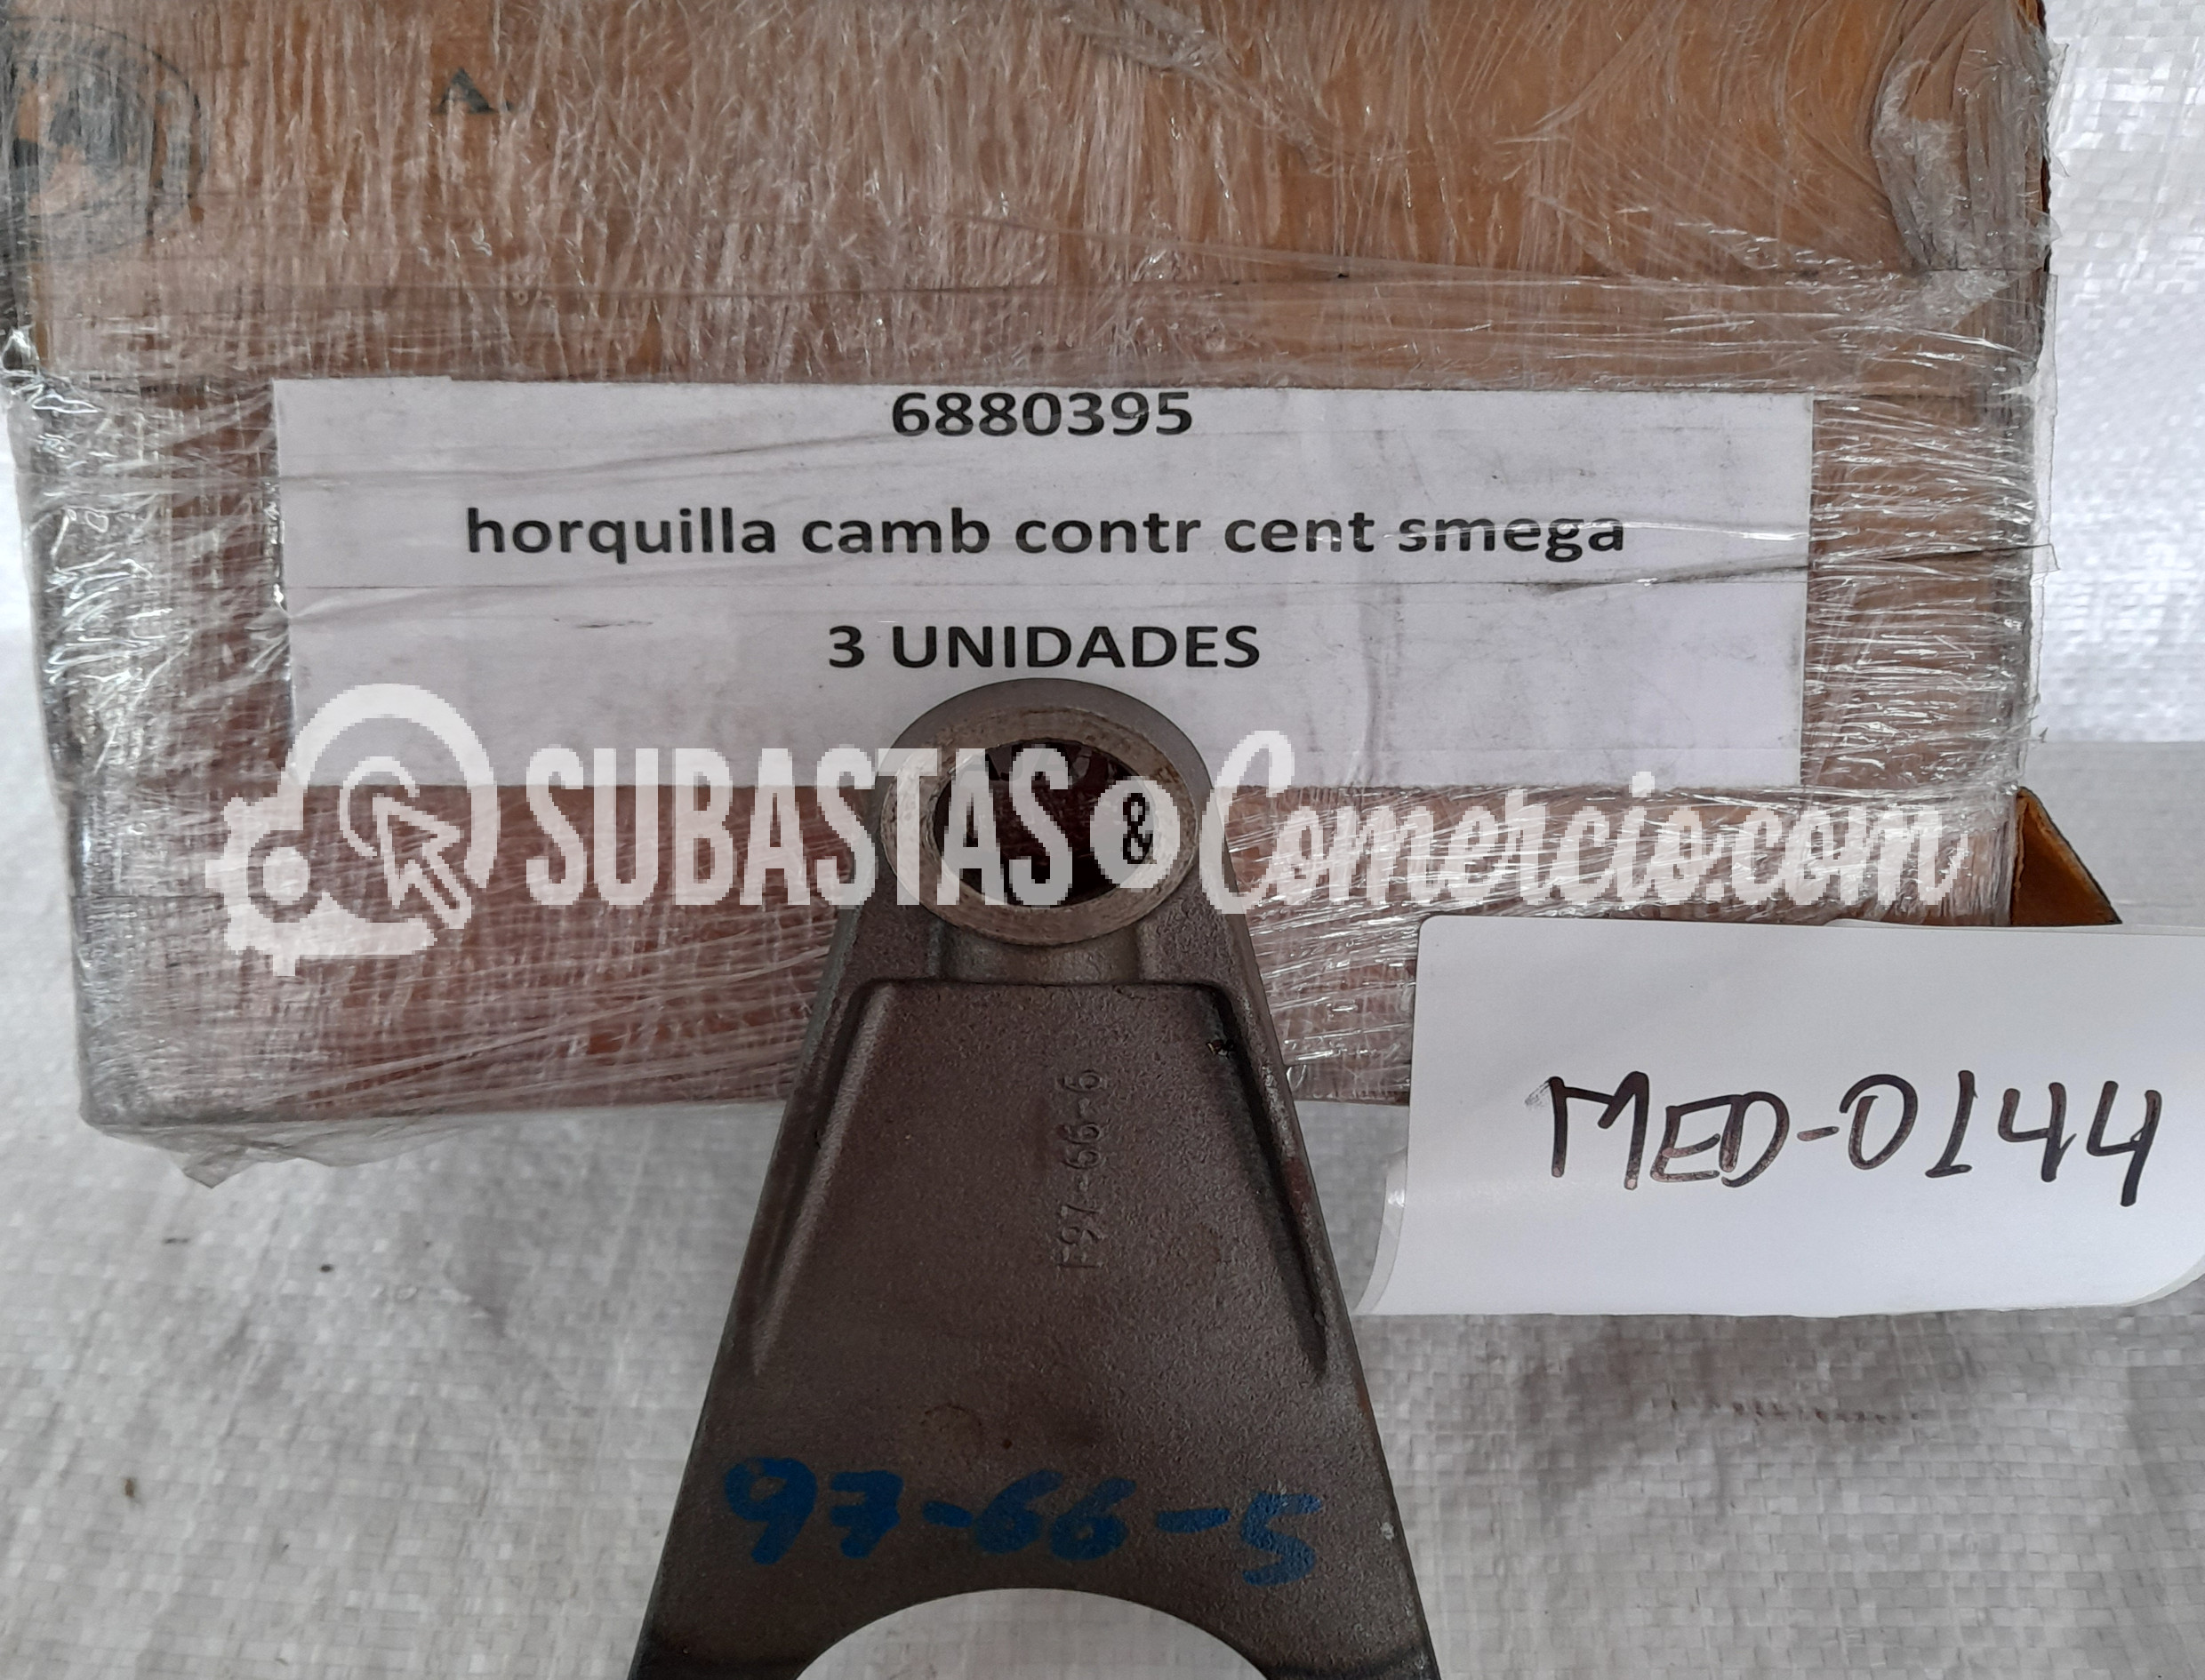 A.
6880395
horquilla camb contr cent smega
3 UNIDADES
SUBASTAS & Comercio.com
MED-0144
F97-66-6
97-66-5